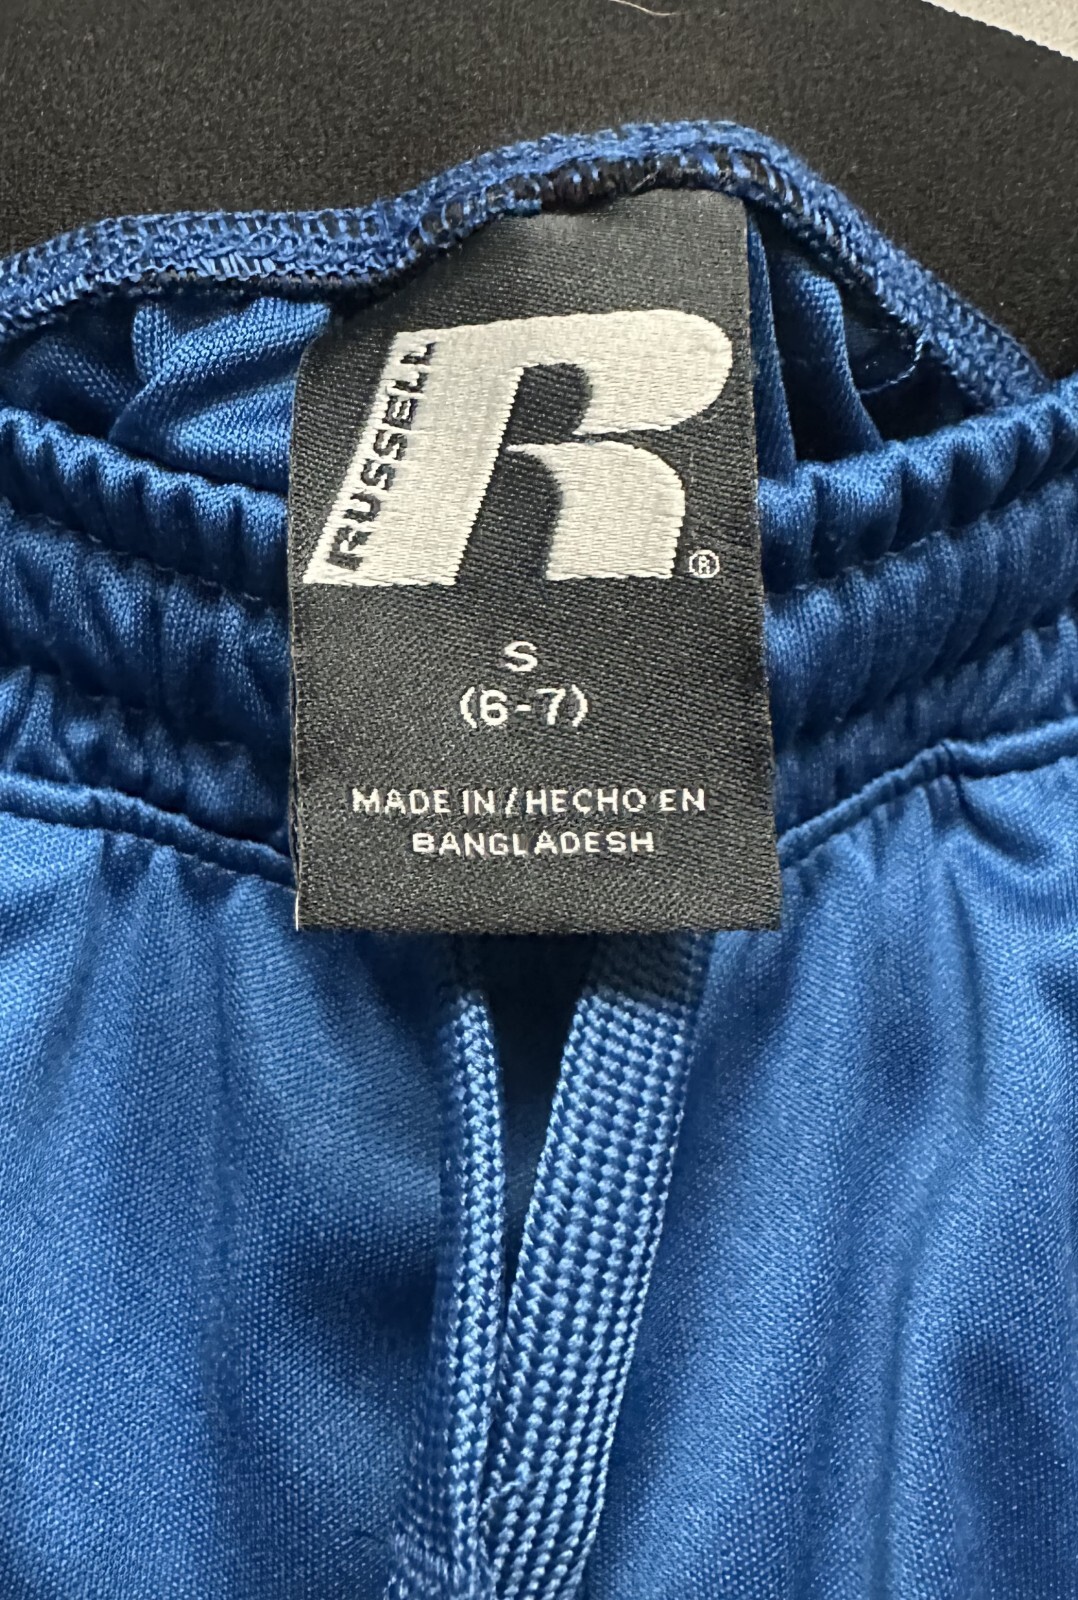 RUSSELL
R
®
S
(6-7)
MADE IN/HECHO EN
BANGLADESH